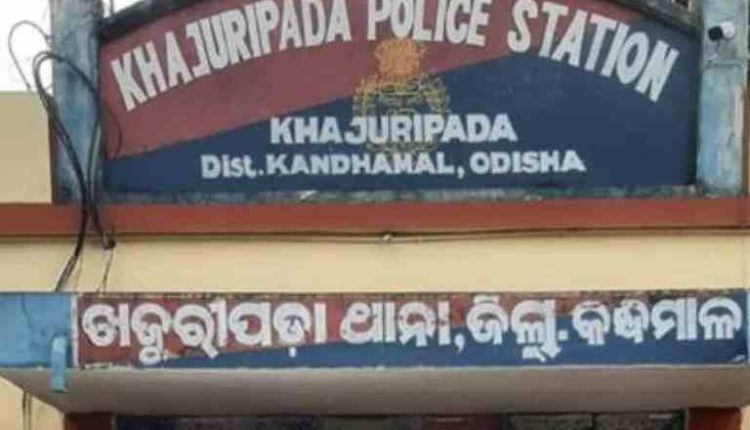 KHAJURIPADA POLICE STATION
KHAJURIPADA
Dist. KANDHAMAL, ODISHA
ଖଜୁରୀପଡ଼ା ଥାନା, ଜିଲ୍ଲା. କନ୍ଧମାଳ